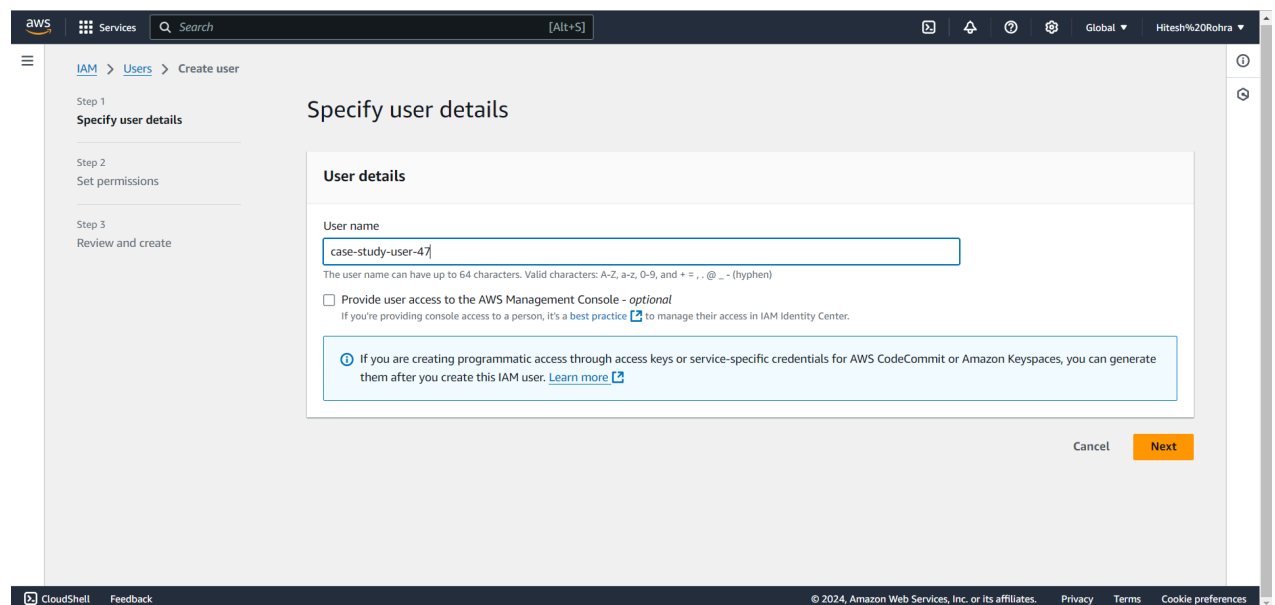 aws Services Search [Alt+S] Global ▼ Hitesh%20Rohra ▼
IAM > Users > Create user
Step 1
Specify user details
Step 2
Set permissions
Step 3
Review and create
Specify user details
User details
User name
case-study-user-47
The user name can have up to 64 characters. Valid characters: A-Z, a-z, 0-9, and + = , . @ _ - (hyphen)
Provide user access to the AWS Management Console - optional
If you're providing console access to a person, it's a best practice to manage their access in IAM Identity Center.
If you are creating programmatic access through access keys or service-specific credentials for AWS CodeCommit or Amazon Keyspaces, you can generate
them after you create this IAM user. Learn more
Cancel Next
CloudShell Feedback © 2024, Amazon Web Services, Inc. or its affiliates. Privacy Terms Cookie preferences